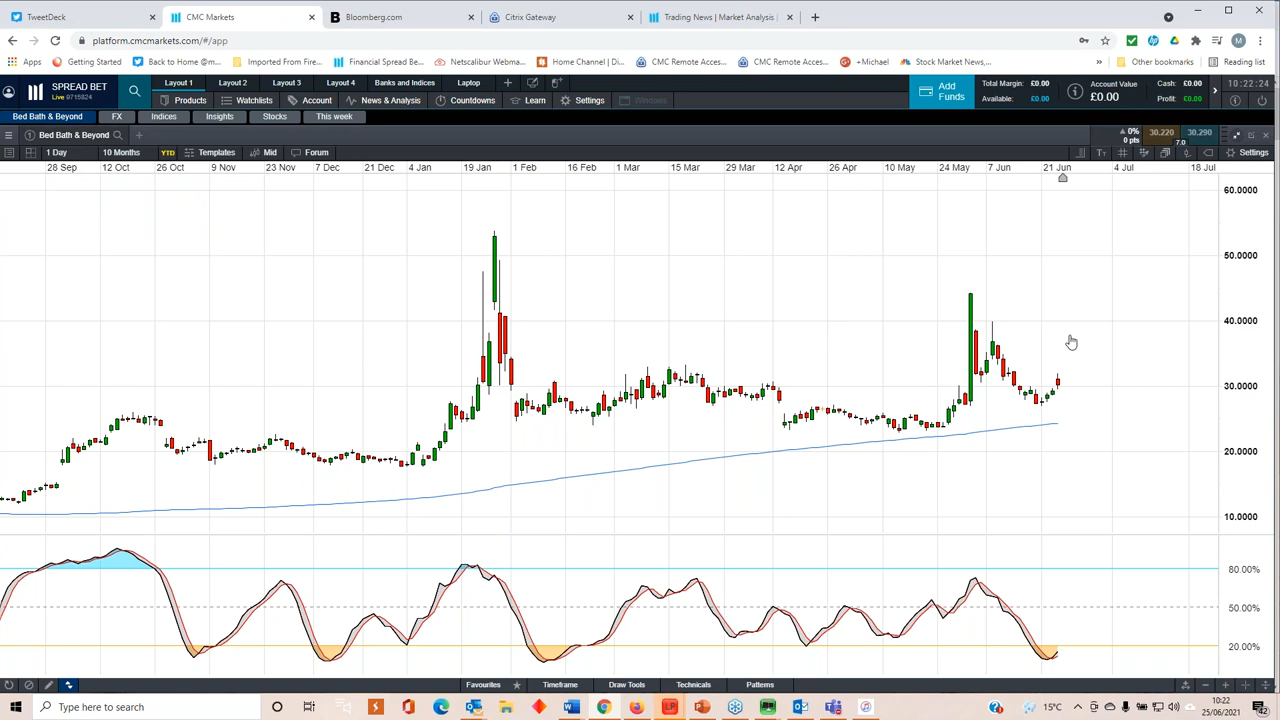 TweetDeck
CMC Markets
Bloomberg.com
Citrix Gateway
Trading News | Market Analysis |
platform.cmcmarkets.com/#/app
M
Apps
Getting Started
Back to Home @m...
Imported From Fire...
Financial Spread Be...
Netscalibur Webma...
Home Channel | Di...
CMC Remote Acces...
CMC Remote Acces...
+Michael
Stock Market News,...
»
Other bookmarks
Reading list
SPREAD BET
Live 9715824
Layout 1
Layout 2
Layout 3
Layout 4
Banks and Indices
Laptop
Products
Watchlists
Account
News & Analysis
Countdowns
Learn
Settings
Windows
Add Funds
Total Margin: £0.00
Available: £0.00
Account Value
£0.00
Cash: £0.00
Profit: £0.00
10:22:24
Bed Bath & Beyond
FX
Indices
Insights
Stocks
This week
Bed Bath & Beyond
0%
0 pts
30.220
30.290
7.0
1 Day
10 Months
YTD
Templates
Mid
Forum
Settings
28 Sep
12 Oct
26 Oct
9 Nov
23 Nov
7 Dec
21 Dec
4 Jan
19 Jan
1 Feb
16 Feb
1 Mar
15 Mar
29 Mar
12 Apr
26 Apr
10 May
24 May
7 Jun
21 Jun
4 Jul
18 Jul
60.0000
50.0000
40.0000
30.0000
20.0000
10.0000
80.00%
50.00%
20.00%
Favourites
Timeframe
Draw Tools
Technicals
Patterns
Type here to search
15°C
10:22
25/06/2021